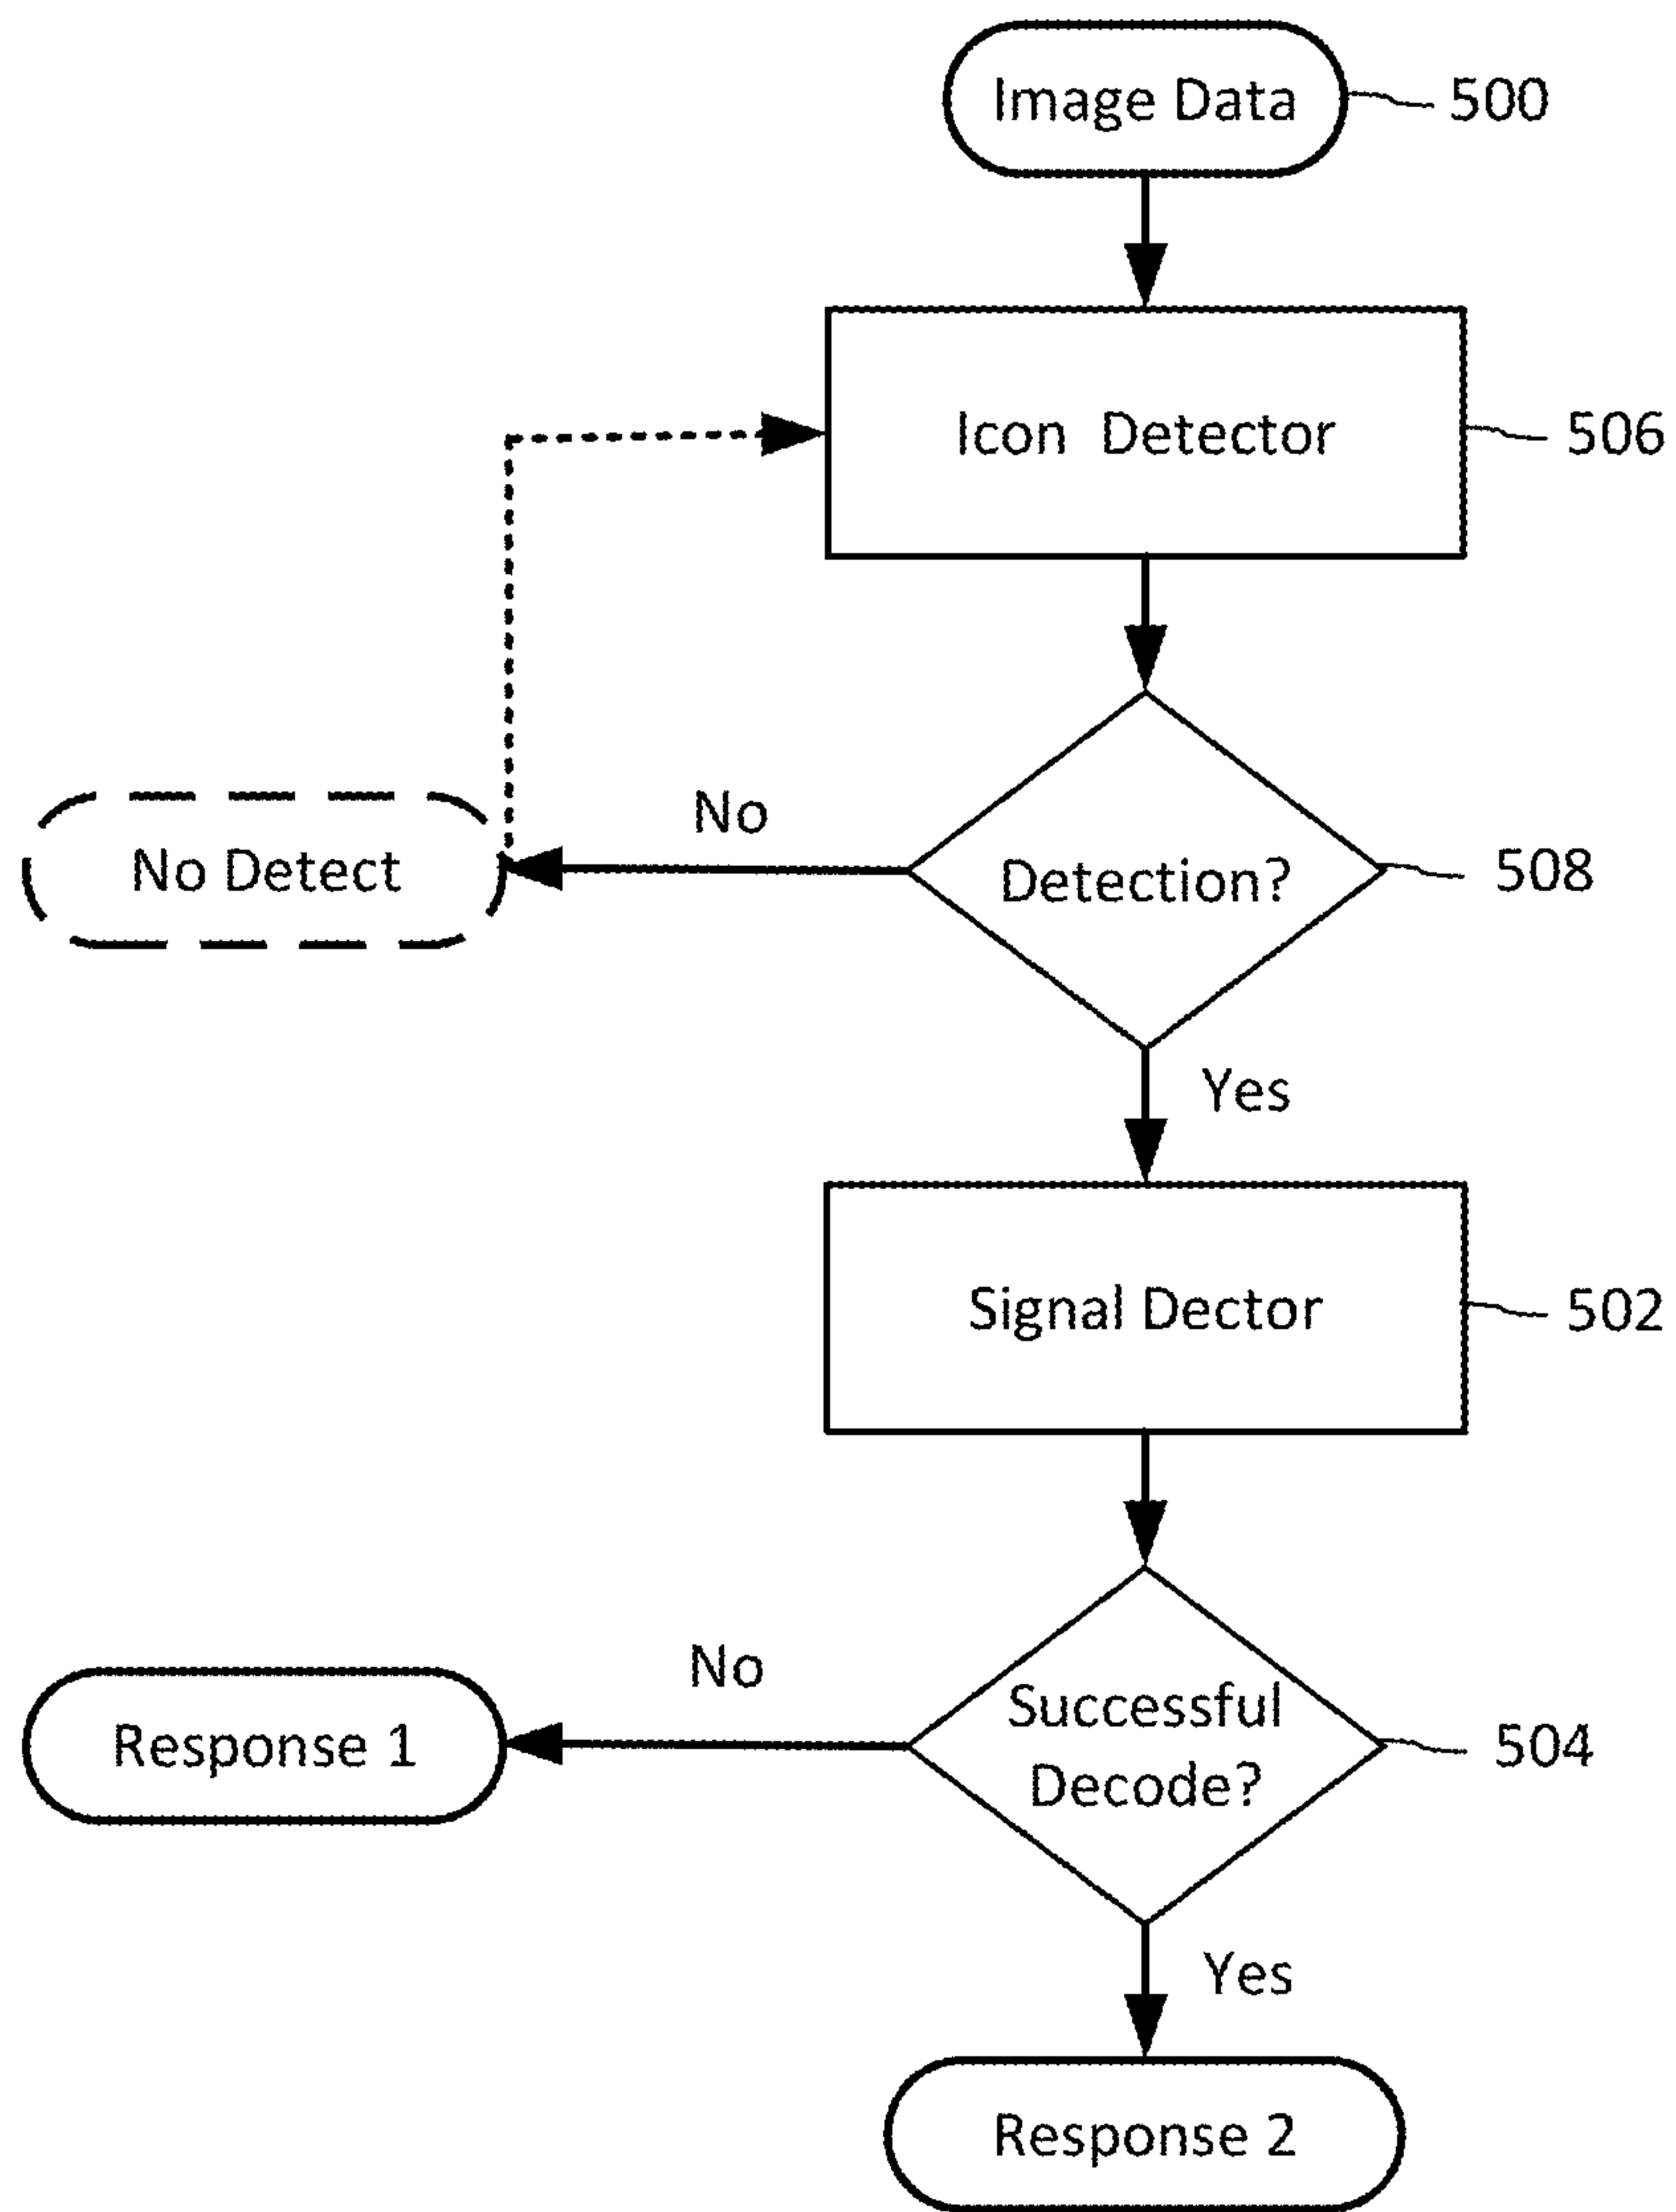 Image Data
500
Icon Detector
506
No
No Detect
Detection?
508
Yes
Signal Dector
502
No
Response 1
Successful
Decode?
504
Yes
Response 2